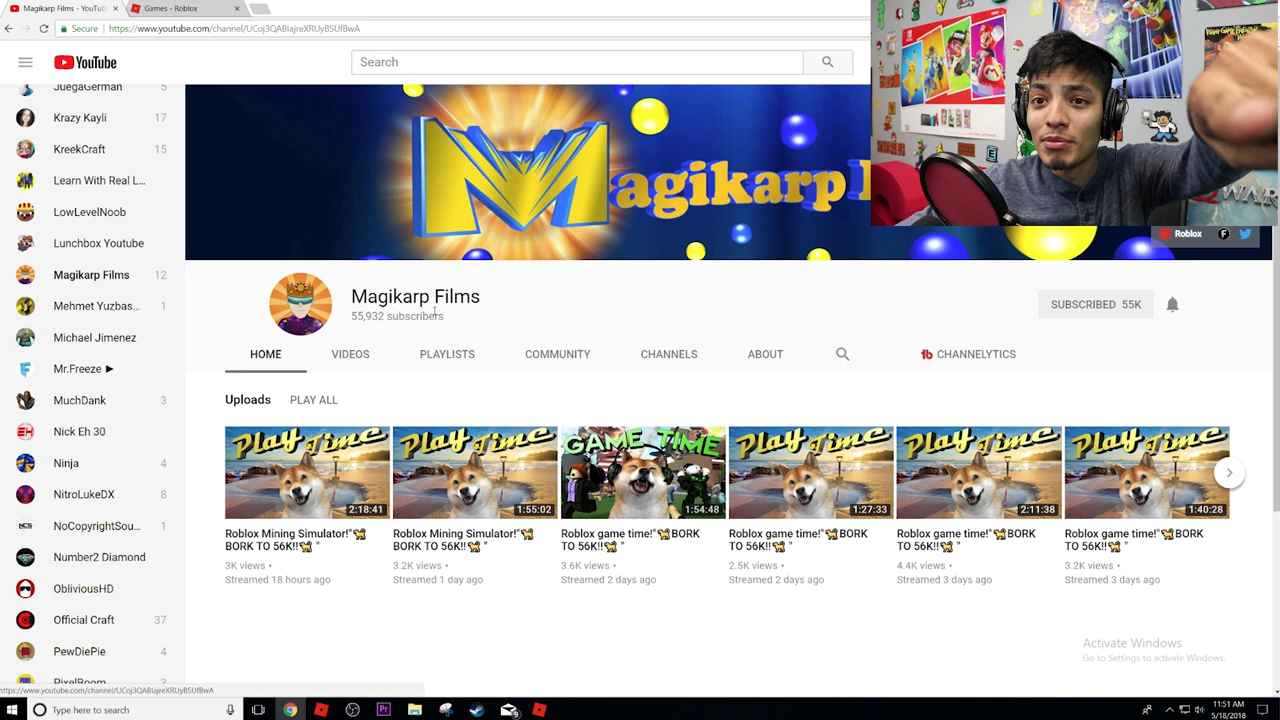 Magikarp Films - YouTub
Games - Roblox
Secure
https://www.youtube.com/channel/UCoj3QABIajreXRUyBSUfBwA
YouTube
Search
JuegaGerman 5
Krazy Kayli 17
KreekCraft 15
Learn With Real L...
LowLevelNoob
Lunchbox Youtube
Magikarp Films 12
Mehmet Yuzbas... 1
Michael Jimenez
Mr.Freeze ►
MuchDank 3
Nick Eh 30
Ninja 4
NitroLukeDX 8
NoCopyrightSou...
Number2 Diamond
ObliviousHD
Official Craft 37
PewDiePie 4
PixelBoom
Magikarp
Roblox
Magikarp Films
55,932 subscribers
SUBSCRIBED 55K
HOME VIDEOS PLAYLISTS COMMUNITY CHANNELS ABOUT CHANNELYTICS
Uploads PLAY ALL
Play Time
2:18:41
Roblox Mining Simulator!"🐕
BORK TO 56K!!🐕 "
3K views •
Streamed 18 hours ago
Play Time
1:55:02
Roblox Mining Simulator!"🐕
BORK TO 56K!!🐕 "
3.2K views •
Streamed 1 day ago
GAME TIME
1:54:48
Roblox game time!"🐕BORK
TO 56K!!🐕 "
3.6K views •
Streamed 2 days ago
Play Time
1:27:33
Roblox game time!"🐕BORK
TO 56K!!🐕 "
2.5K views •
Streamed 2 days ago
Play Time
2:11:38
Roblox game time!"🐕BORK
TO 56K!!🐕 "
4.4K views •
Streamed 3 days ago
Play Time
1:40:28
Roblox game time!"🐕BORK
TO 56K!!🐕 "
3.2K views •
Streamed 3 days ago
Activate Windows
Go to Settings to activate Windows.
https://www.youtube.com/channel/UCoj3QABIajreXRUyBSUfBwA
Type here to search
11:51 AM
5/18/2018